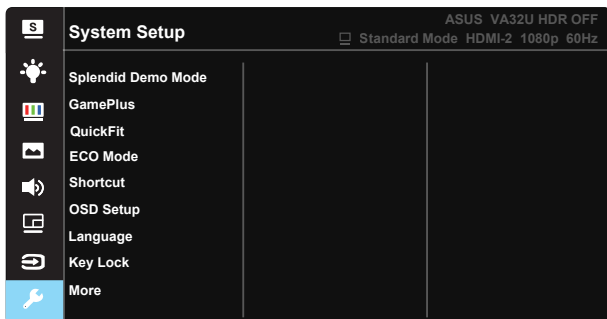 S
System Setup
ASUS VA32U HDR OFF
Standard Mode HDMI-2 1080p 60Hz
Splendid Demo Mode
GamePlus
QuickFit
ECO Mode
Shortcut
OSD Setup
Language
Key Lock
More